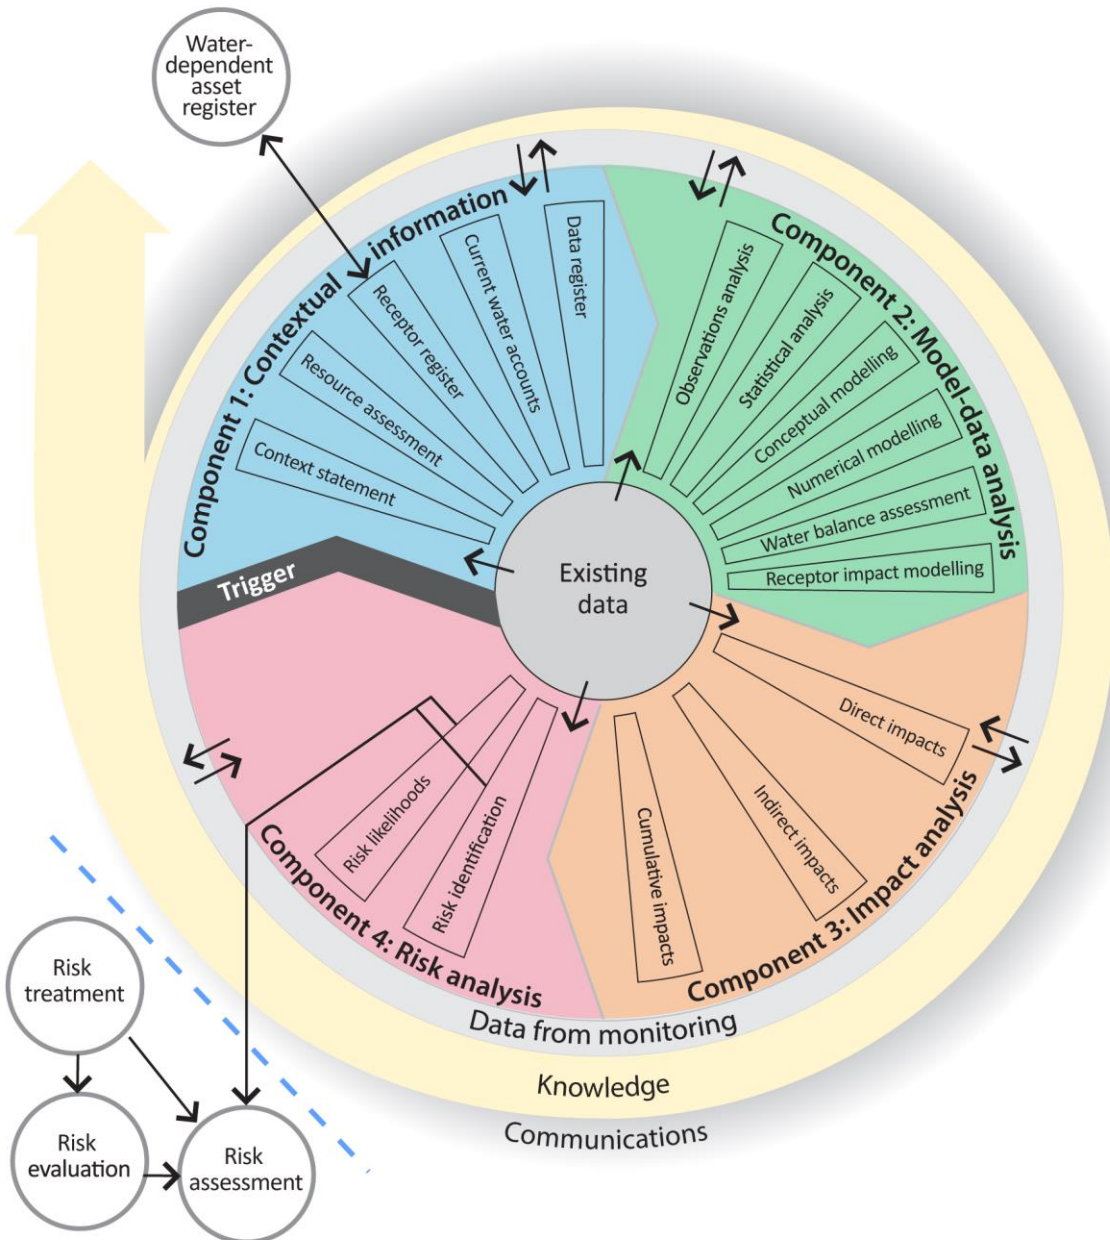 Water-
dependent
asset
register
Component 1: Contextual information
Context statement
Resource assessment
Receptor register
Current water accounts
Data register
Component 2: Model-data analysis
Observations analysis
Statistical analysis
Conceptual modelling
Numerical modelling
Water balance assessment
Receptor impact modelling
Trigger
Existing
data
Component 3: Impact analysis
Direct impacts
Indirect impacts
Cumulative impacts
Component 4: Risk analysis
Risk identification
Risk likelihoods
Data from monitoring
Knowledge
Communications
Risk
treatment
Risk
evaluation
Risk
assessment